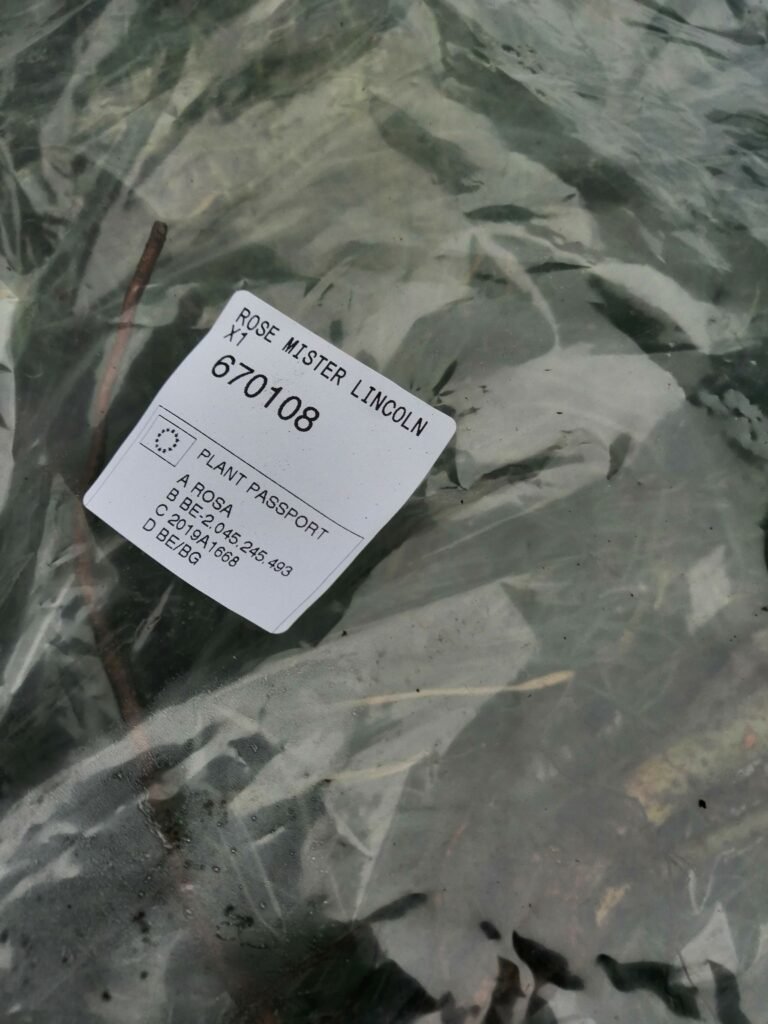 ROSE MISTER LINCOLN
X1
670108
PLANT PASSPORT
A ROSA
B BE-2.045.245.493
C 2019A1668
D BE/BG